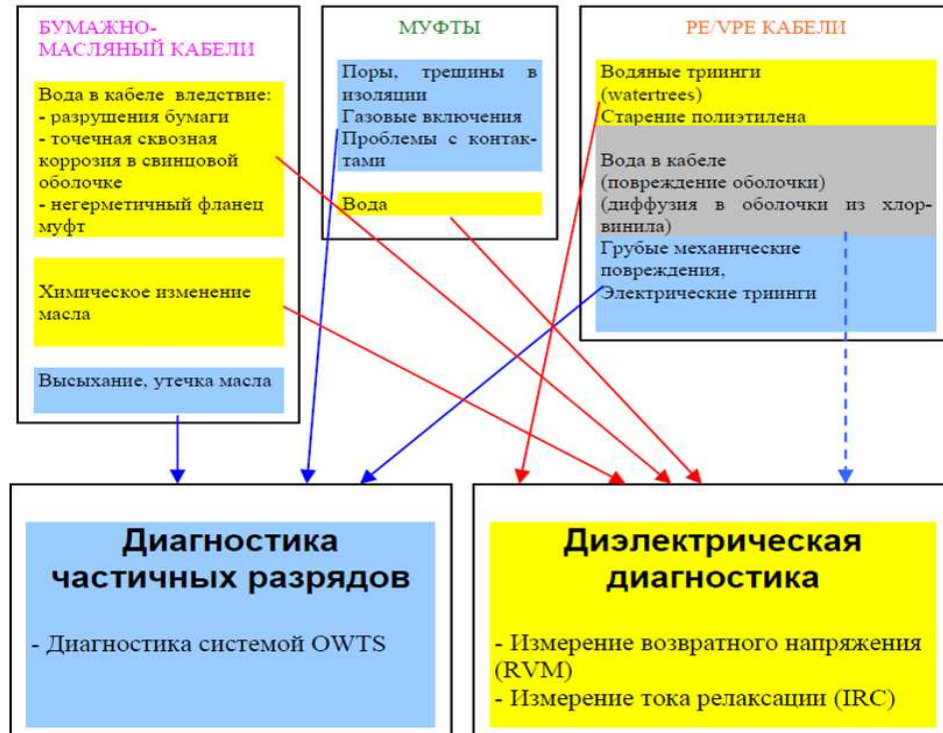 БУМАЖНО-
МАСЛЯНЫЙ КАБЕЛИ
Вода в кабеле вледствие:
- разрушения бумаги
- точечная сквозная
коррозия в свинцовой
оболочке
- негерметичный фланец
муфт
Химическое изменение
масла
Высыхание, утечка масла
МУФТЫ
Поры, трещины в
изоляции
Газовые включения
Проблемы с контак-
тами
Вода
PE/VPE КАБЕЛИ
Водяные триинги
(watertrees)
Старение полиэтилена
Вода в кабеле
(повреждение оболочки)
(диффузия в оболочки из хлор-
винила)
Грубые механические
повреждения,
Электрические триинги
Диагностика
частичных разрядов
- Диагностика системой OWTS
Диэлектрическая
диагностика
- Измерение возвратного напряжения
(RVM)
- Измерение тока релаксации (IRC)